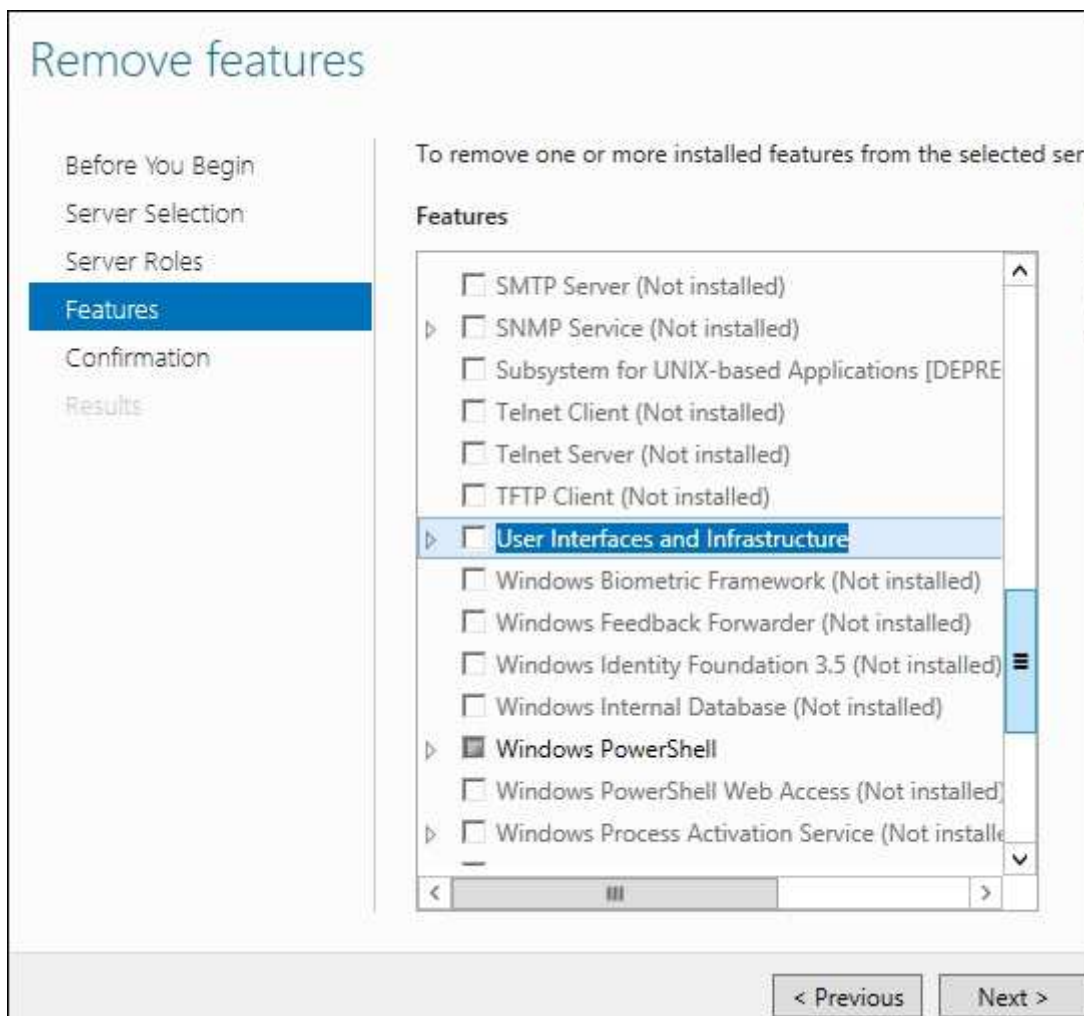 Remove features
Before You Begin
Server Selection
Server Roles
Features
Confirmation
Results
To remove one or more installed features from the selected ser
Features
SMTP Server (Not installed)
SNMP Service (Not installed)
Subsystem for UNIX-based Applications [DEPRE
Telnet Client (Not installed)
Telnet Server (Not installed)
TFTP Client (Not installed)
User Interfaces and Infrastructure
Windows Biometric Framework (Not installed)
Windows Feedback Forwarder (Not installed)
Windows Identity Foundation 3.5 (Not installed)
Windows Internal Database (Not installed)
Windows PowerShell
Windows PowerShell Web Access (Not installed)
Windows Process Activation Service (Not installe
< Previous
Next >